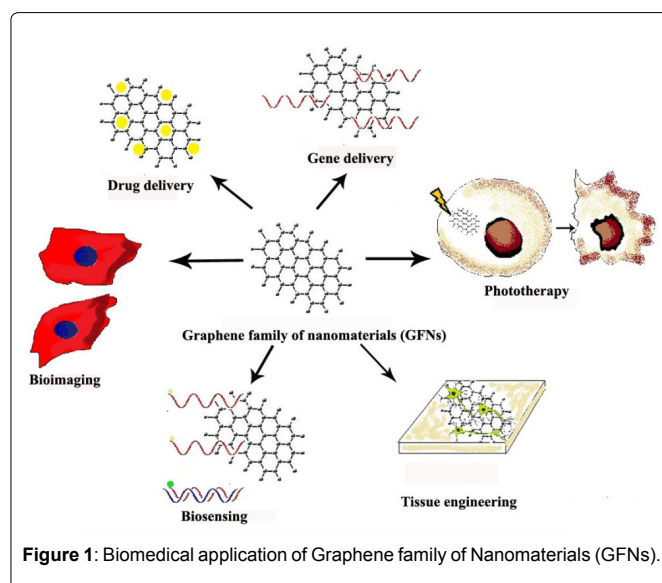 Drug delivery
Gene delivery
Phototherapy
Graphene family of nanomaterials (GFNs)
Bioimaging
Biosensing
Tissue engineering
Figure 1: Biomedical application of Graphene family of Nanomaterials (GFNs).